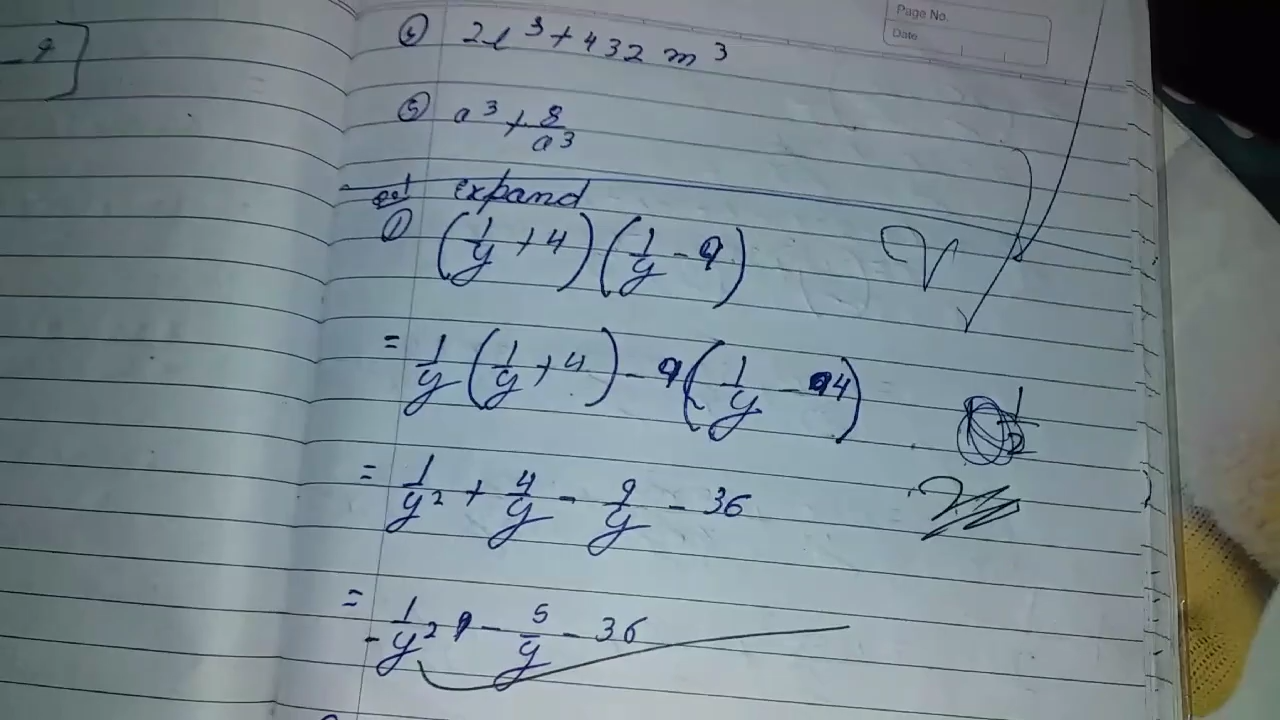 Page No.
Date
④ 2l³ + 432 m³
⑤ a³ + 8/a³
expand
① (1/y + 4)(1/y - 9)
= 1/y (1/y + 4) - 9(1/y - 4)
= 1/y² + 4/y - 9/y - 36
= 1/y² - 5/y - 36